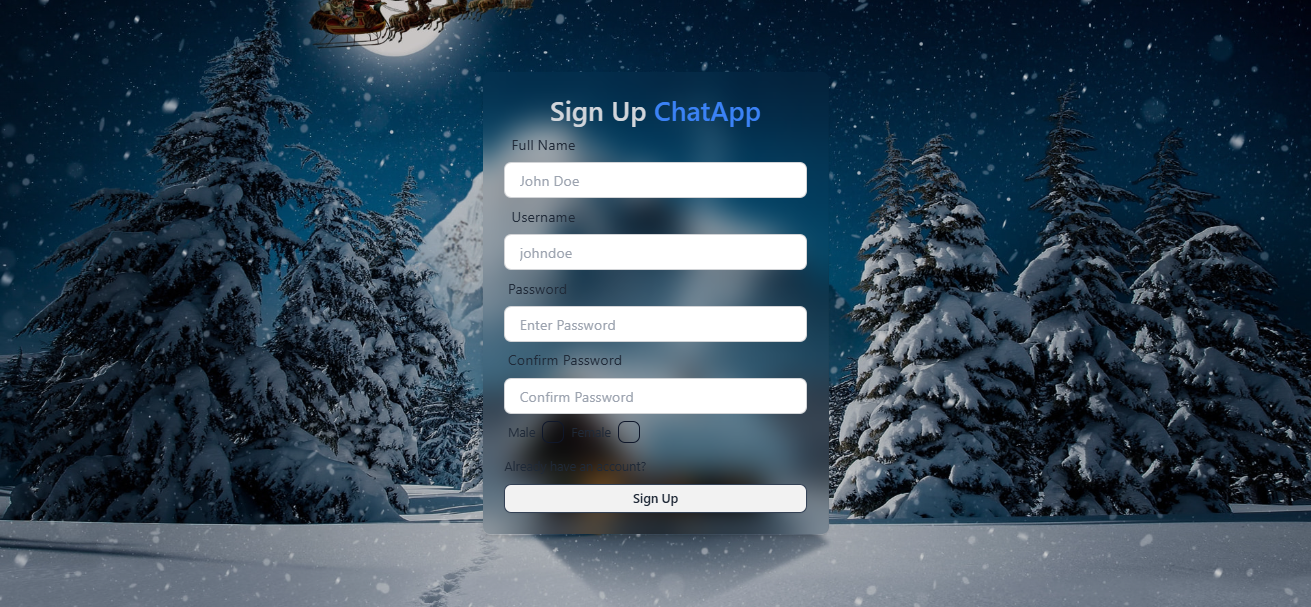 Sign Up ChatApp
Full Name
John Doe
Username
johndoe
Password
Enter Password
Confirm Password
Confirm Password
Male Female
Already have an account?
Sign Up